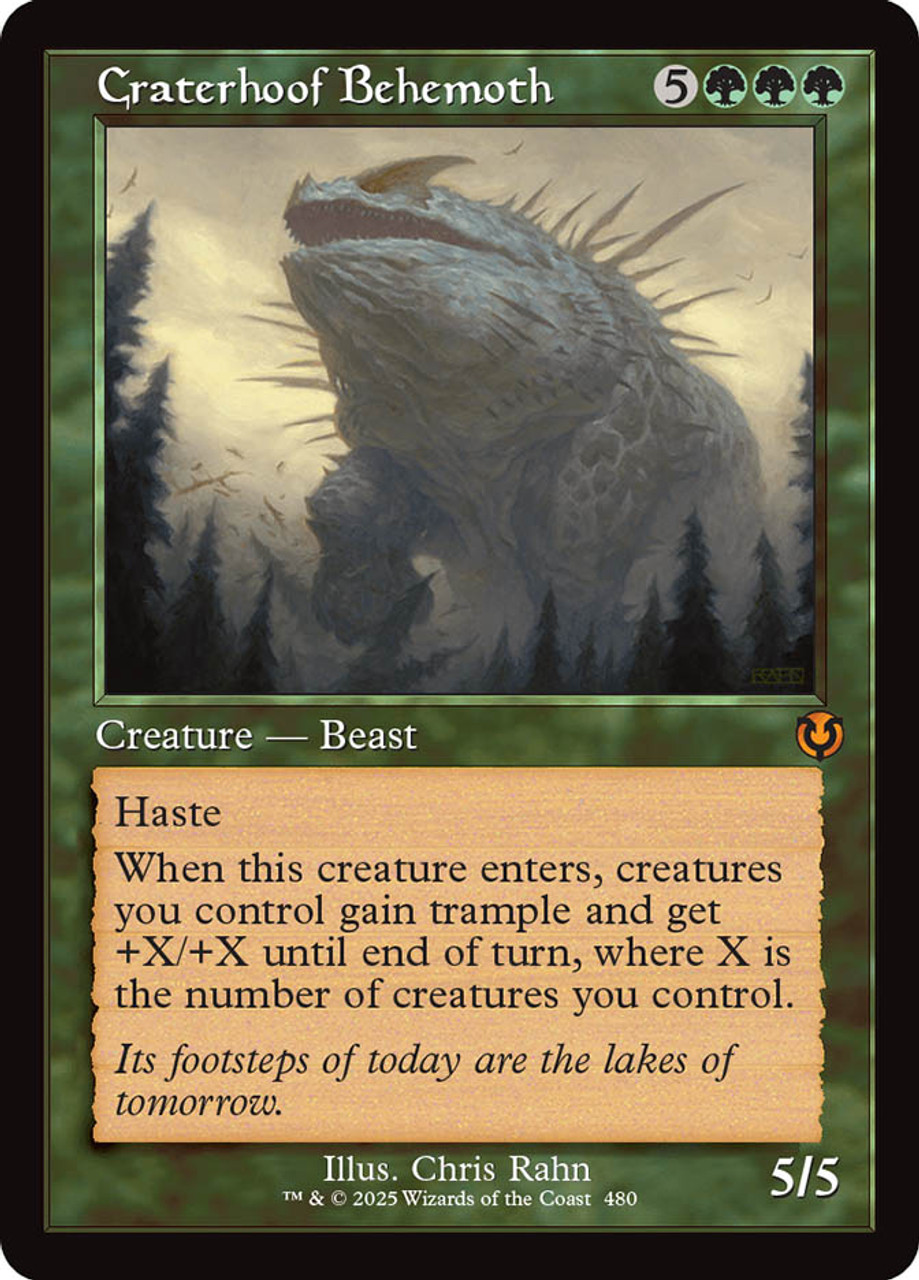 Craterhoof Behemoth 5
RAHN
Creature — Beast
Haste
When this creature enters, creatures
you control gain trample and get
+X/+X until end of turn, where X is
the number of creatures you control.
Its footsteps of today are the lakes of
tomorrow.
Illus. Chris Rahn
5/5
™ & © 2025 Wizards of the Coast 480